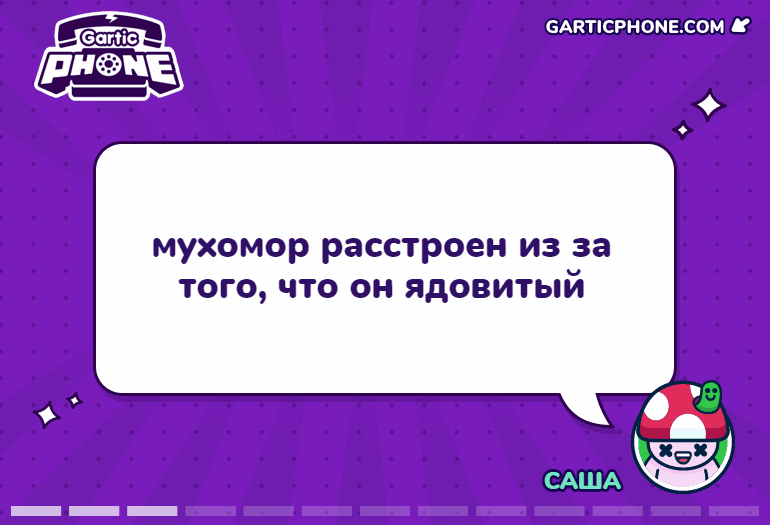 Gartic
PHONE
GARTICPHONE.COM
мухомор расстроен из за
того, что он ядовитый
САША